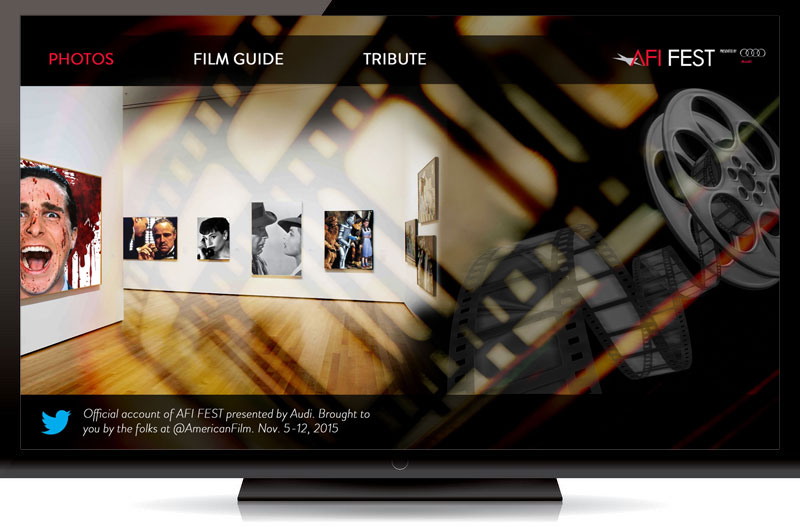 PHOTOS FILM GUIDE TRIBUTE AFI FEST PRESENTED BY Audi
Official account of AFI FEST presented by Audi. Brought to
you by the folks at @AmericanFilm. Nov. 5-12, 2015